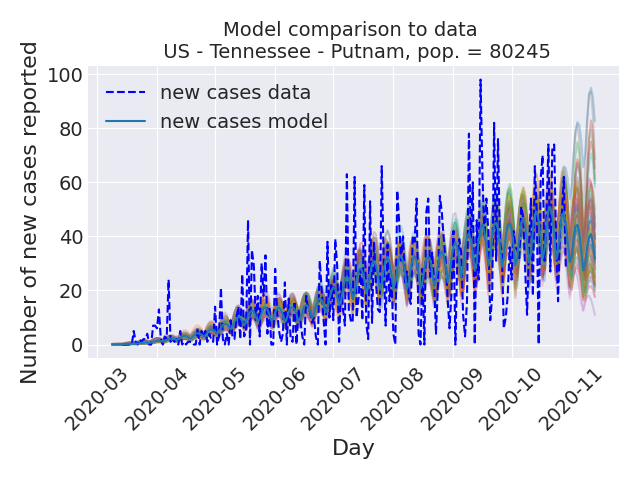 Model comparison to data
US - Tennessee - Putnam, pop. = 80245
Number of new cases reported
100
80
60
40
20
0
new cases data
new cases model
2020-03
2020-04
2020-05
2020-06
2020-07
2020-08
2020-09
2020-10
2020-11
Day